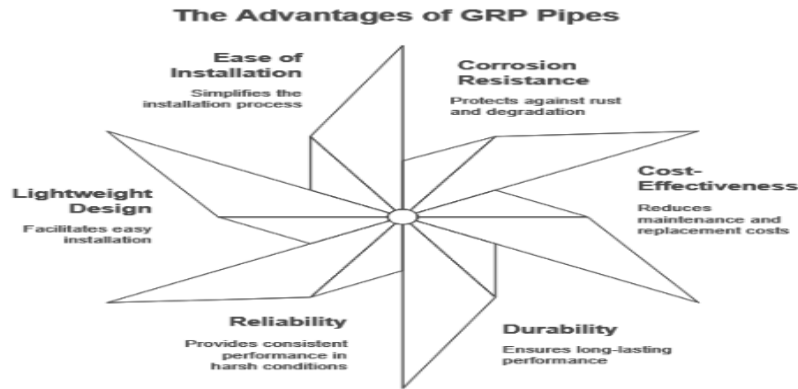 The Advantages of GRP Pipes
Ease of
Installation
Simplifies the
installation process
Corrosion
Resistance
Protects against rust
and degradation
Lightweight
Design
Facilitates easy
installation
Cost-
Effectiveness
Reduces
maintenance and
replacement costs
Reliability
Provides consistent
performance in
harsh conditions
Durability
Ensures long-lasting
performance